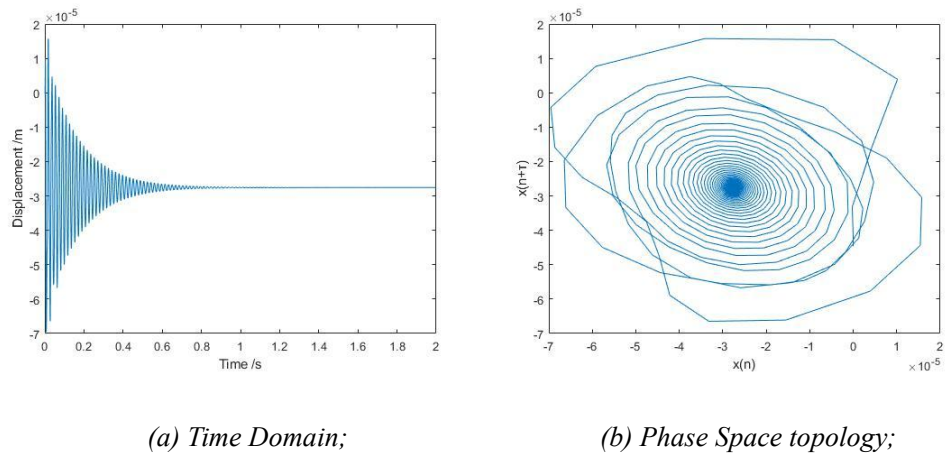 ×10⁻⁵
2
1
0
-1
-2
-3
-4
-5
-6
-7
Displacement /m
0 0.2 0.4 0.6 0.8 1 1.2 1.4 1.6 1.8 2
Time /s
(a) Time Domain;
×10⁻⁵
2
1
0
-1
-2
-3
-4
-5
-6
-7
x(n+τ)
-7 -6 -5 -4 -3 -2 -1 0 1 2
×10⁻⁵
x(n)
(b) Phase Space topology;